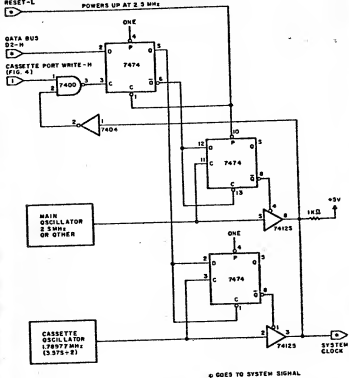 RESET-L
POWERS UP AT 2 5 MHz
DATA BUS
D2-H
CASSETTE PORT WRITE-H
(FIG. 4)
ONE
4
P
2
D
Q
5
7474
3
C
Q
6
C
1
1
7400
3
2
2
7404
1
10
P
12
D
Q
5
7474
11
C
Q
8
C
13
MAIN
OSCILLATOR
2 5MHz
OR OTHER
4
5
6
74125
+5V
1KΩ
ONE
4
P
2
D
Q
5
7474
3
C
Q
8
C
1
CASSETTE
OSCILLATOR
1.78977 MHz
(3.575÷2)
1
2
3
74125
SYSTEM
CLOCK
GOES TO SYSTEM SIGNAL